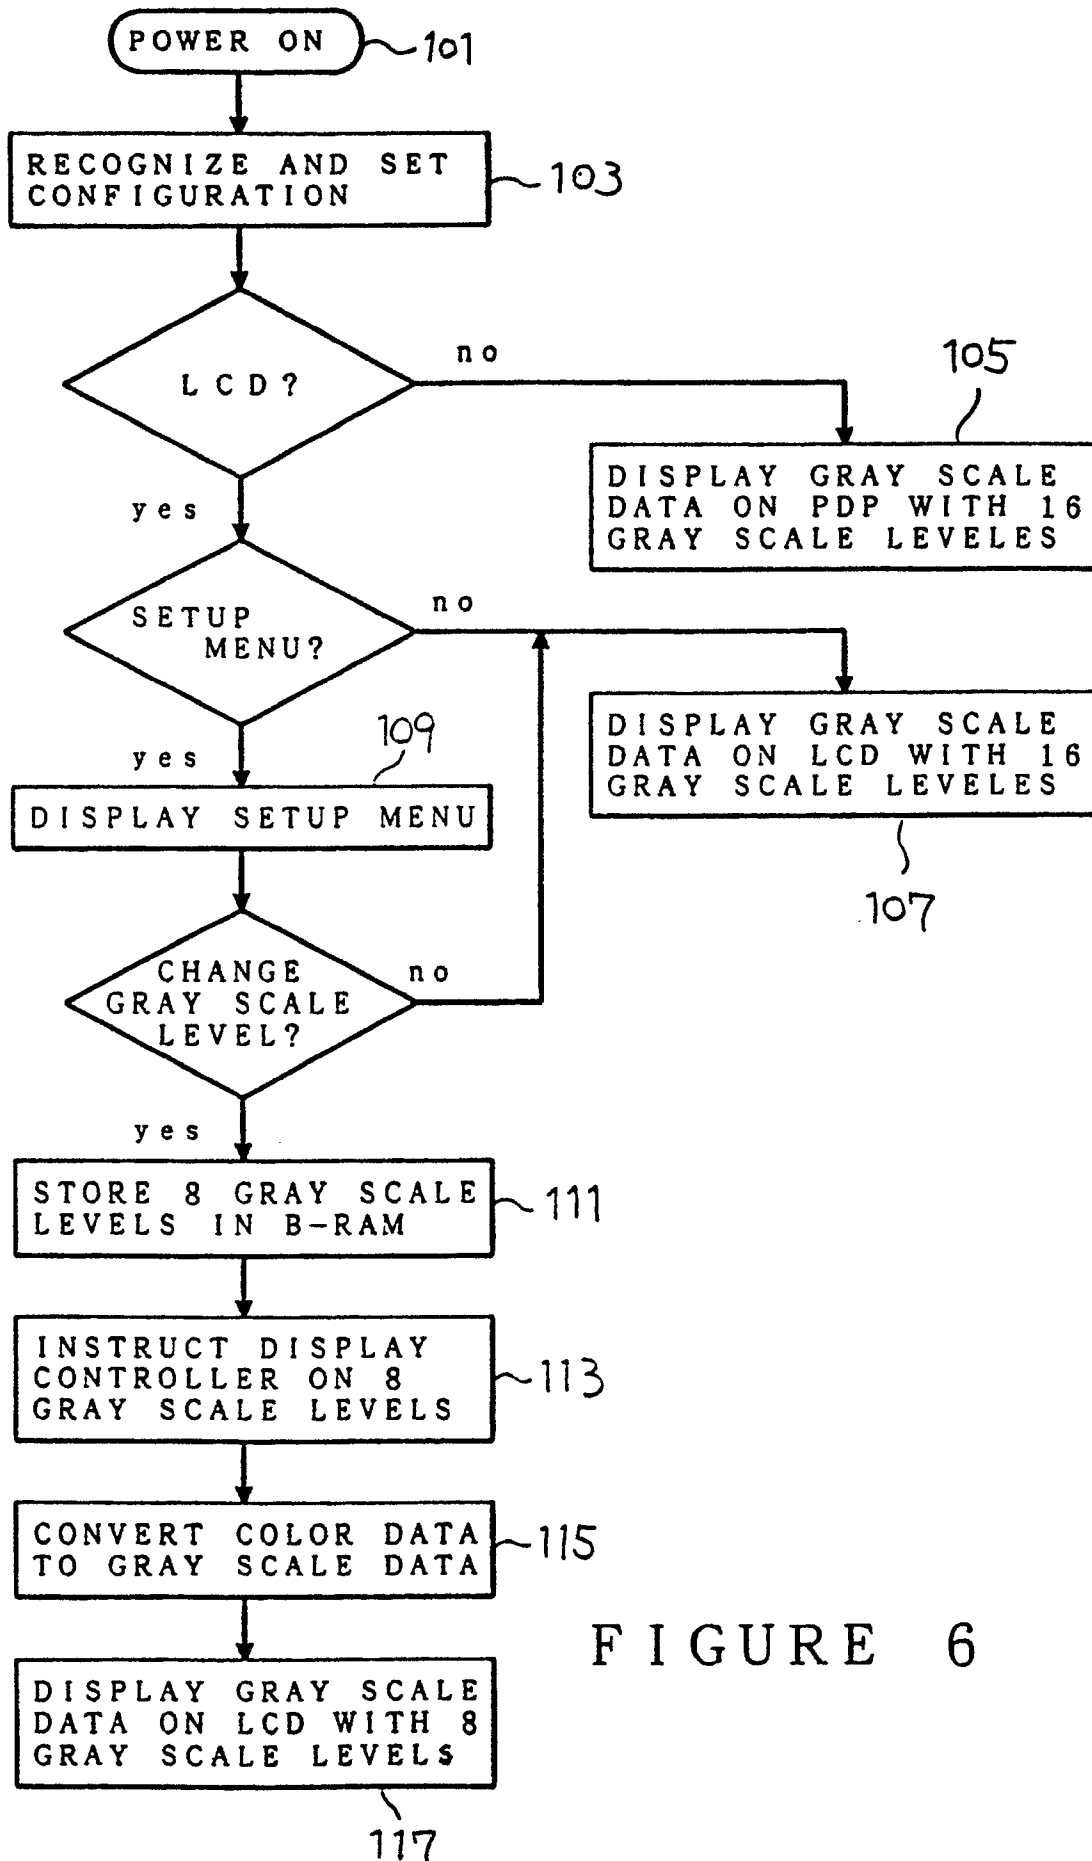 POWER ON
101
RECOGNIZE AND SET
CONFIGURATION
103
LCD?
no
105
DISPLAY GRAY SCALE
DATA ON PDP WITH 16
GRAY SCALE LEVELES
yes
SETUP
MENU?
no
DISPLAY GRAY SCALE
DATA ON LCD WITH 16
GRAY SCALE LEVELES
107
yes
109
DISPLAY SETUP MENU
CHANGE
GRAY SCALE
LEVEL?
no
yes
STORE 8 GRAY SCALE
LEVELS IN B-RAM
111
INSTRUCT DISPLAY
CONTROLLER ON 8
GRAY SCALE LEVELS
113
CONVERT COLOR DATA
TO GRAY SCALE DATA
115
DISPLAY GRAY SCALE
DATA ON LCD WITH 8
GRAY SCALE LEVELS
117
FIGURE 6